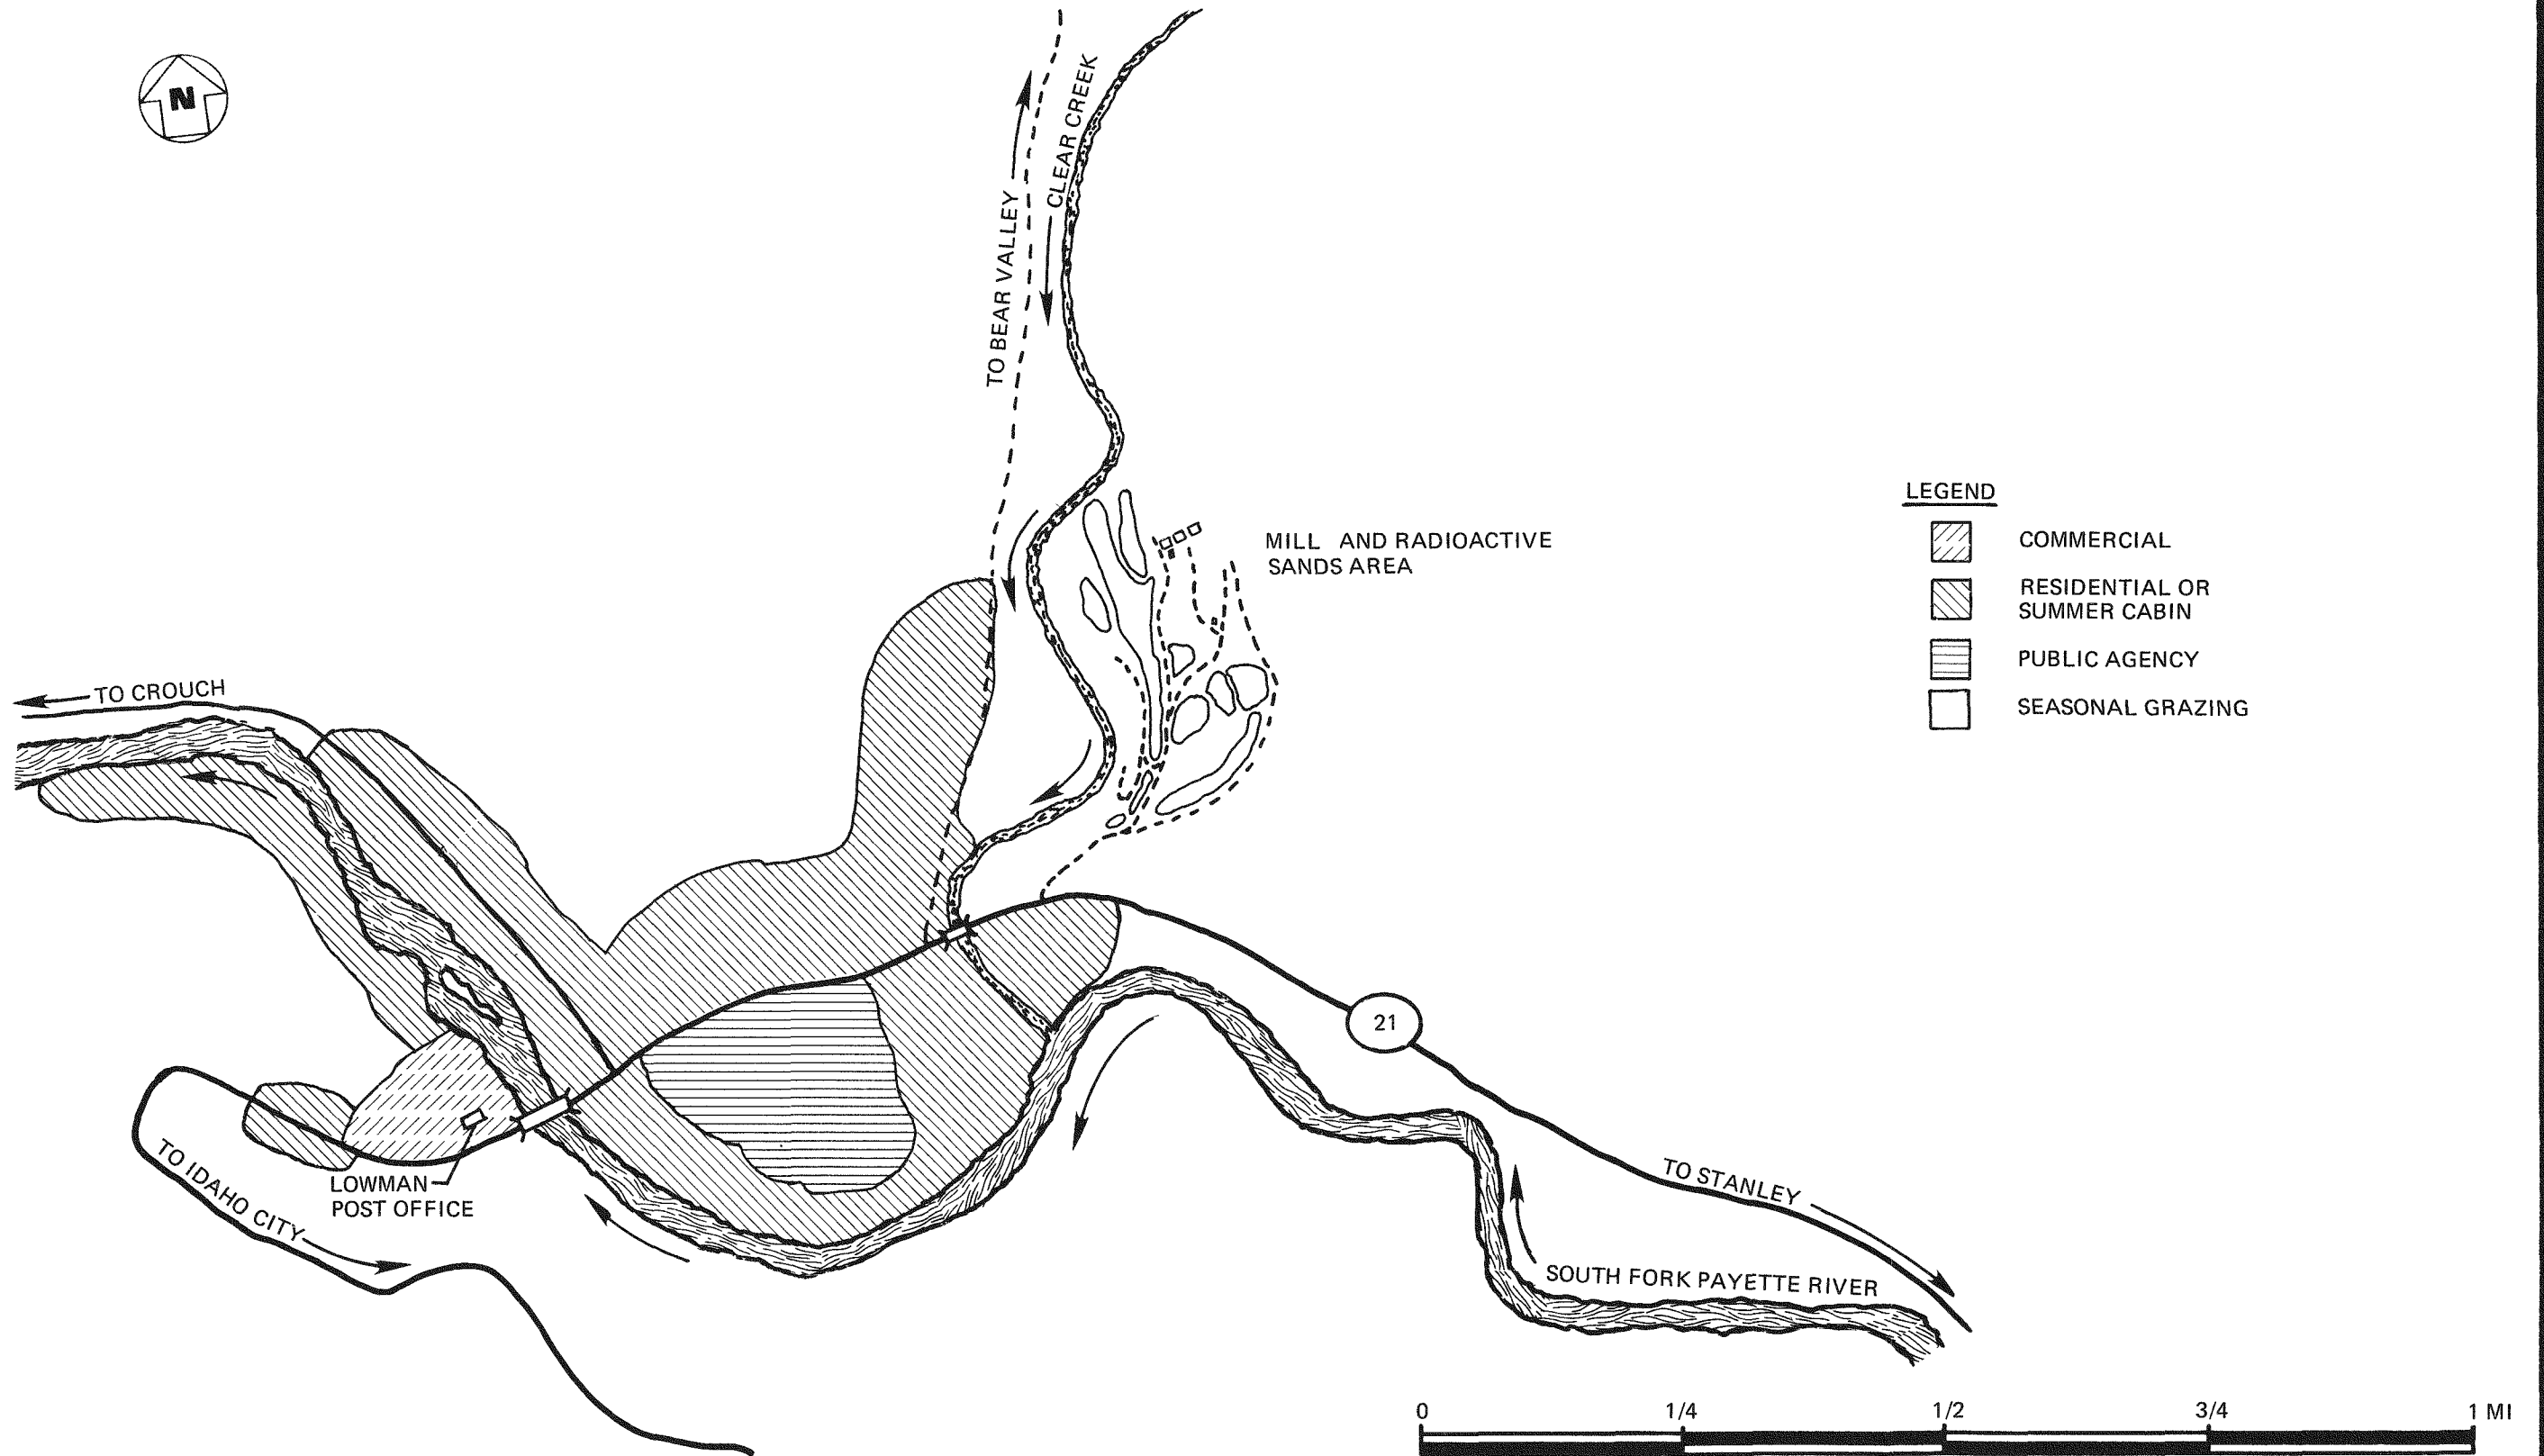 N
CLEAR CREEK
TO BEAR VALLEY
MILL AND RADIOACTIVE
SANDS AREA
LEGEND
COMMERCIAL
RESIDENTIAL OR
SUMMER CABIN
PUBLIC AGENCY
SEASONAL GRAZING
TO CROUCH
21
LOWMAN
POST OFFICE
TO IDAHO CITY
TO STANLEY
SOUTH FORK PAYETTE RIVER
0 1/4 1/2 3/4 1 MI